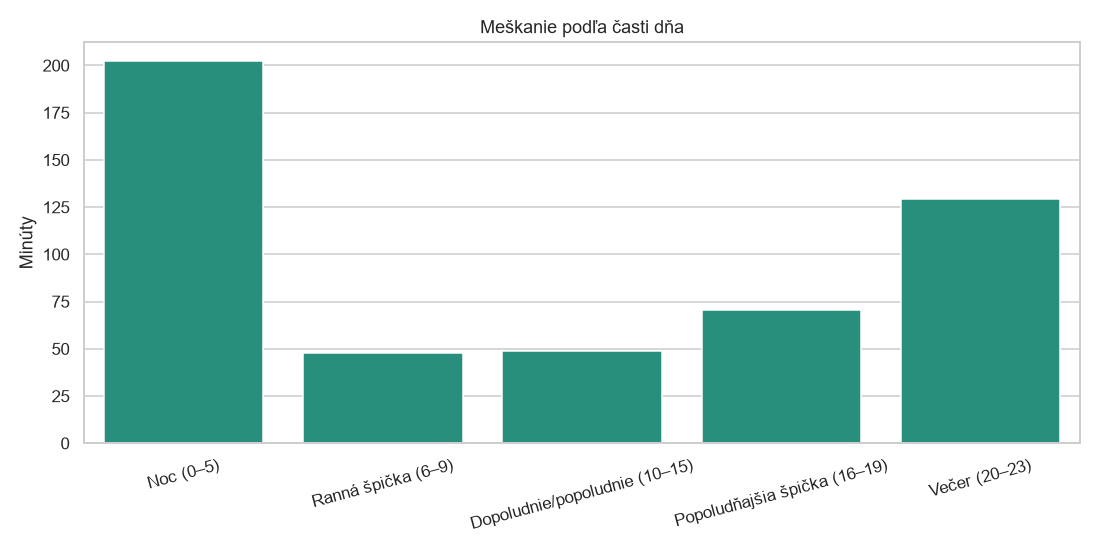 Meškanie podľa časti dňa
Minúty
200
175
150
125
100
75
50
25
0
Noc (0–5)
Ranná špička (6–9)
Dopoludnie/popoludnie (10–15)
Popoludňajšia špička (16–19)
Večer (20–23)